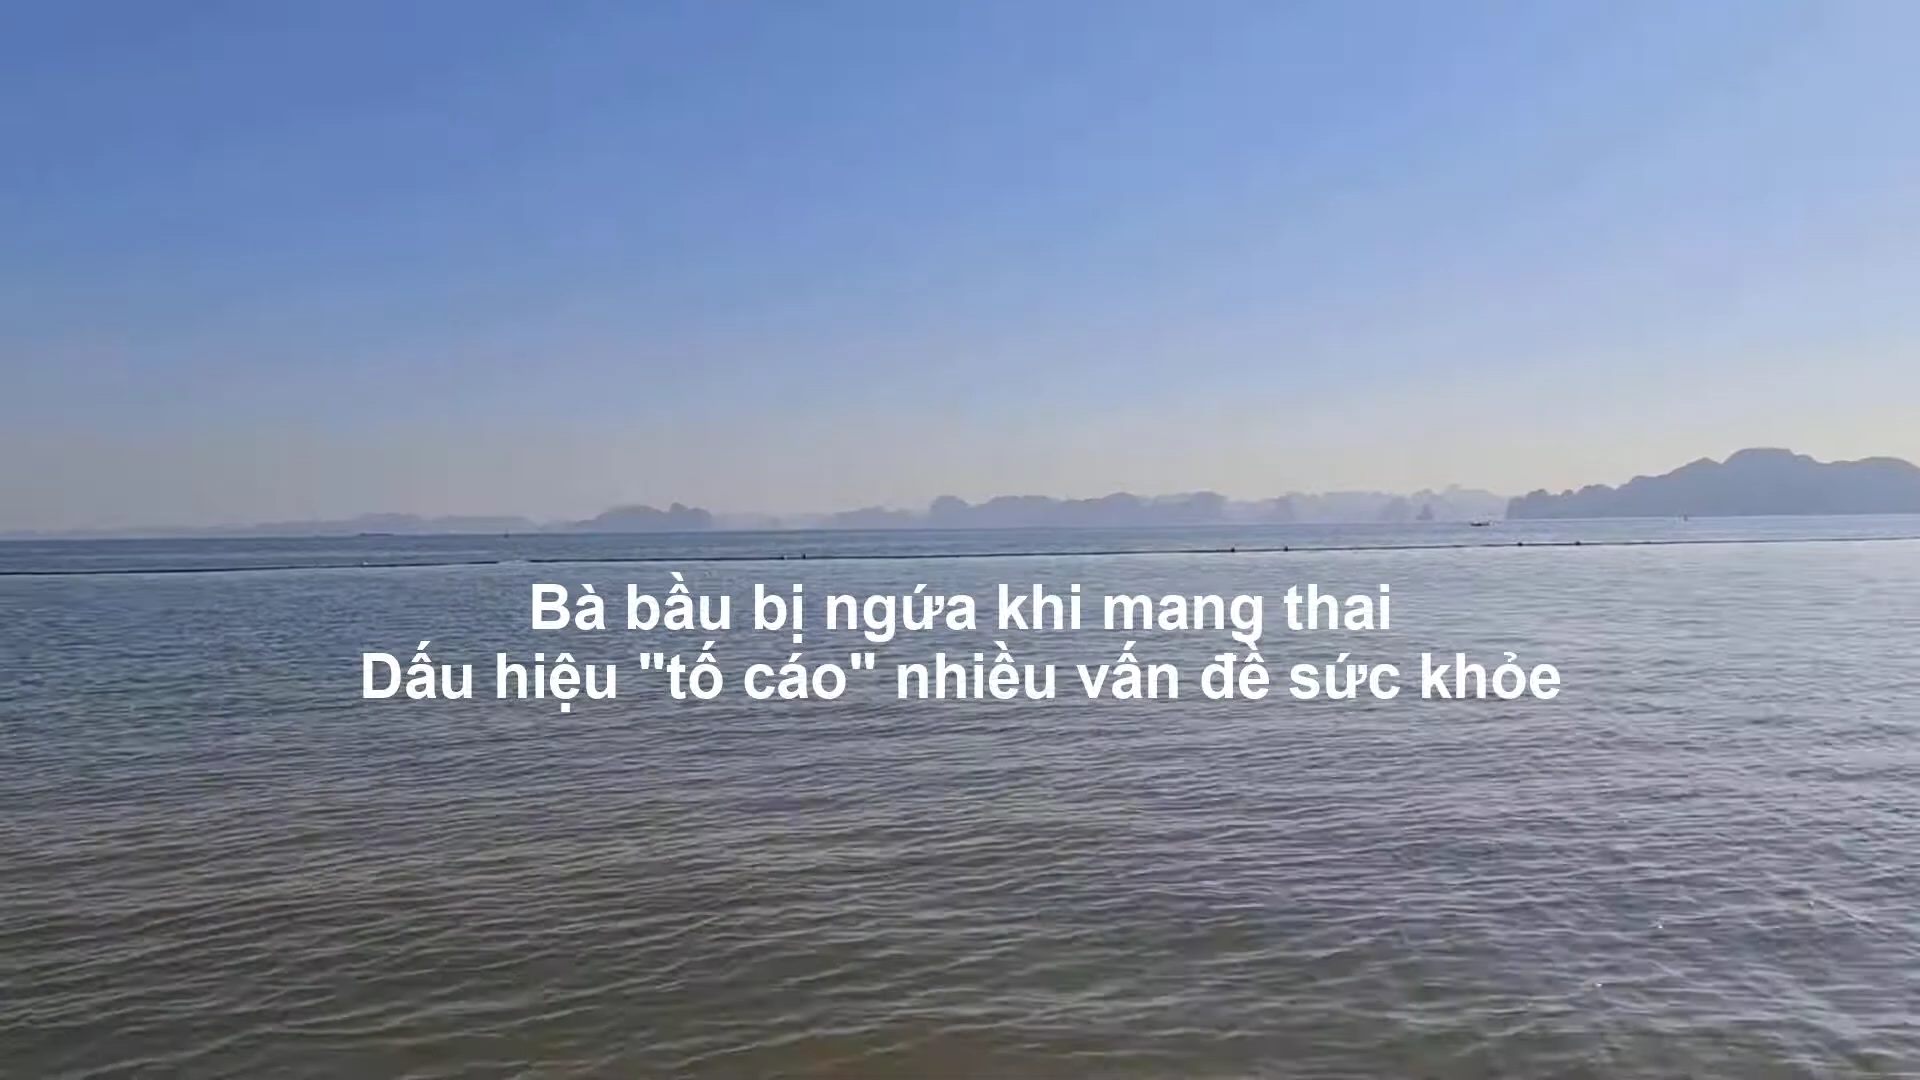 Bà bầu bị ngứa khi mang thai
Dấu hiệu "tố cáo" nhiều vấn đề sức khỏe